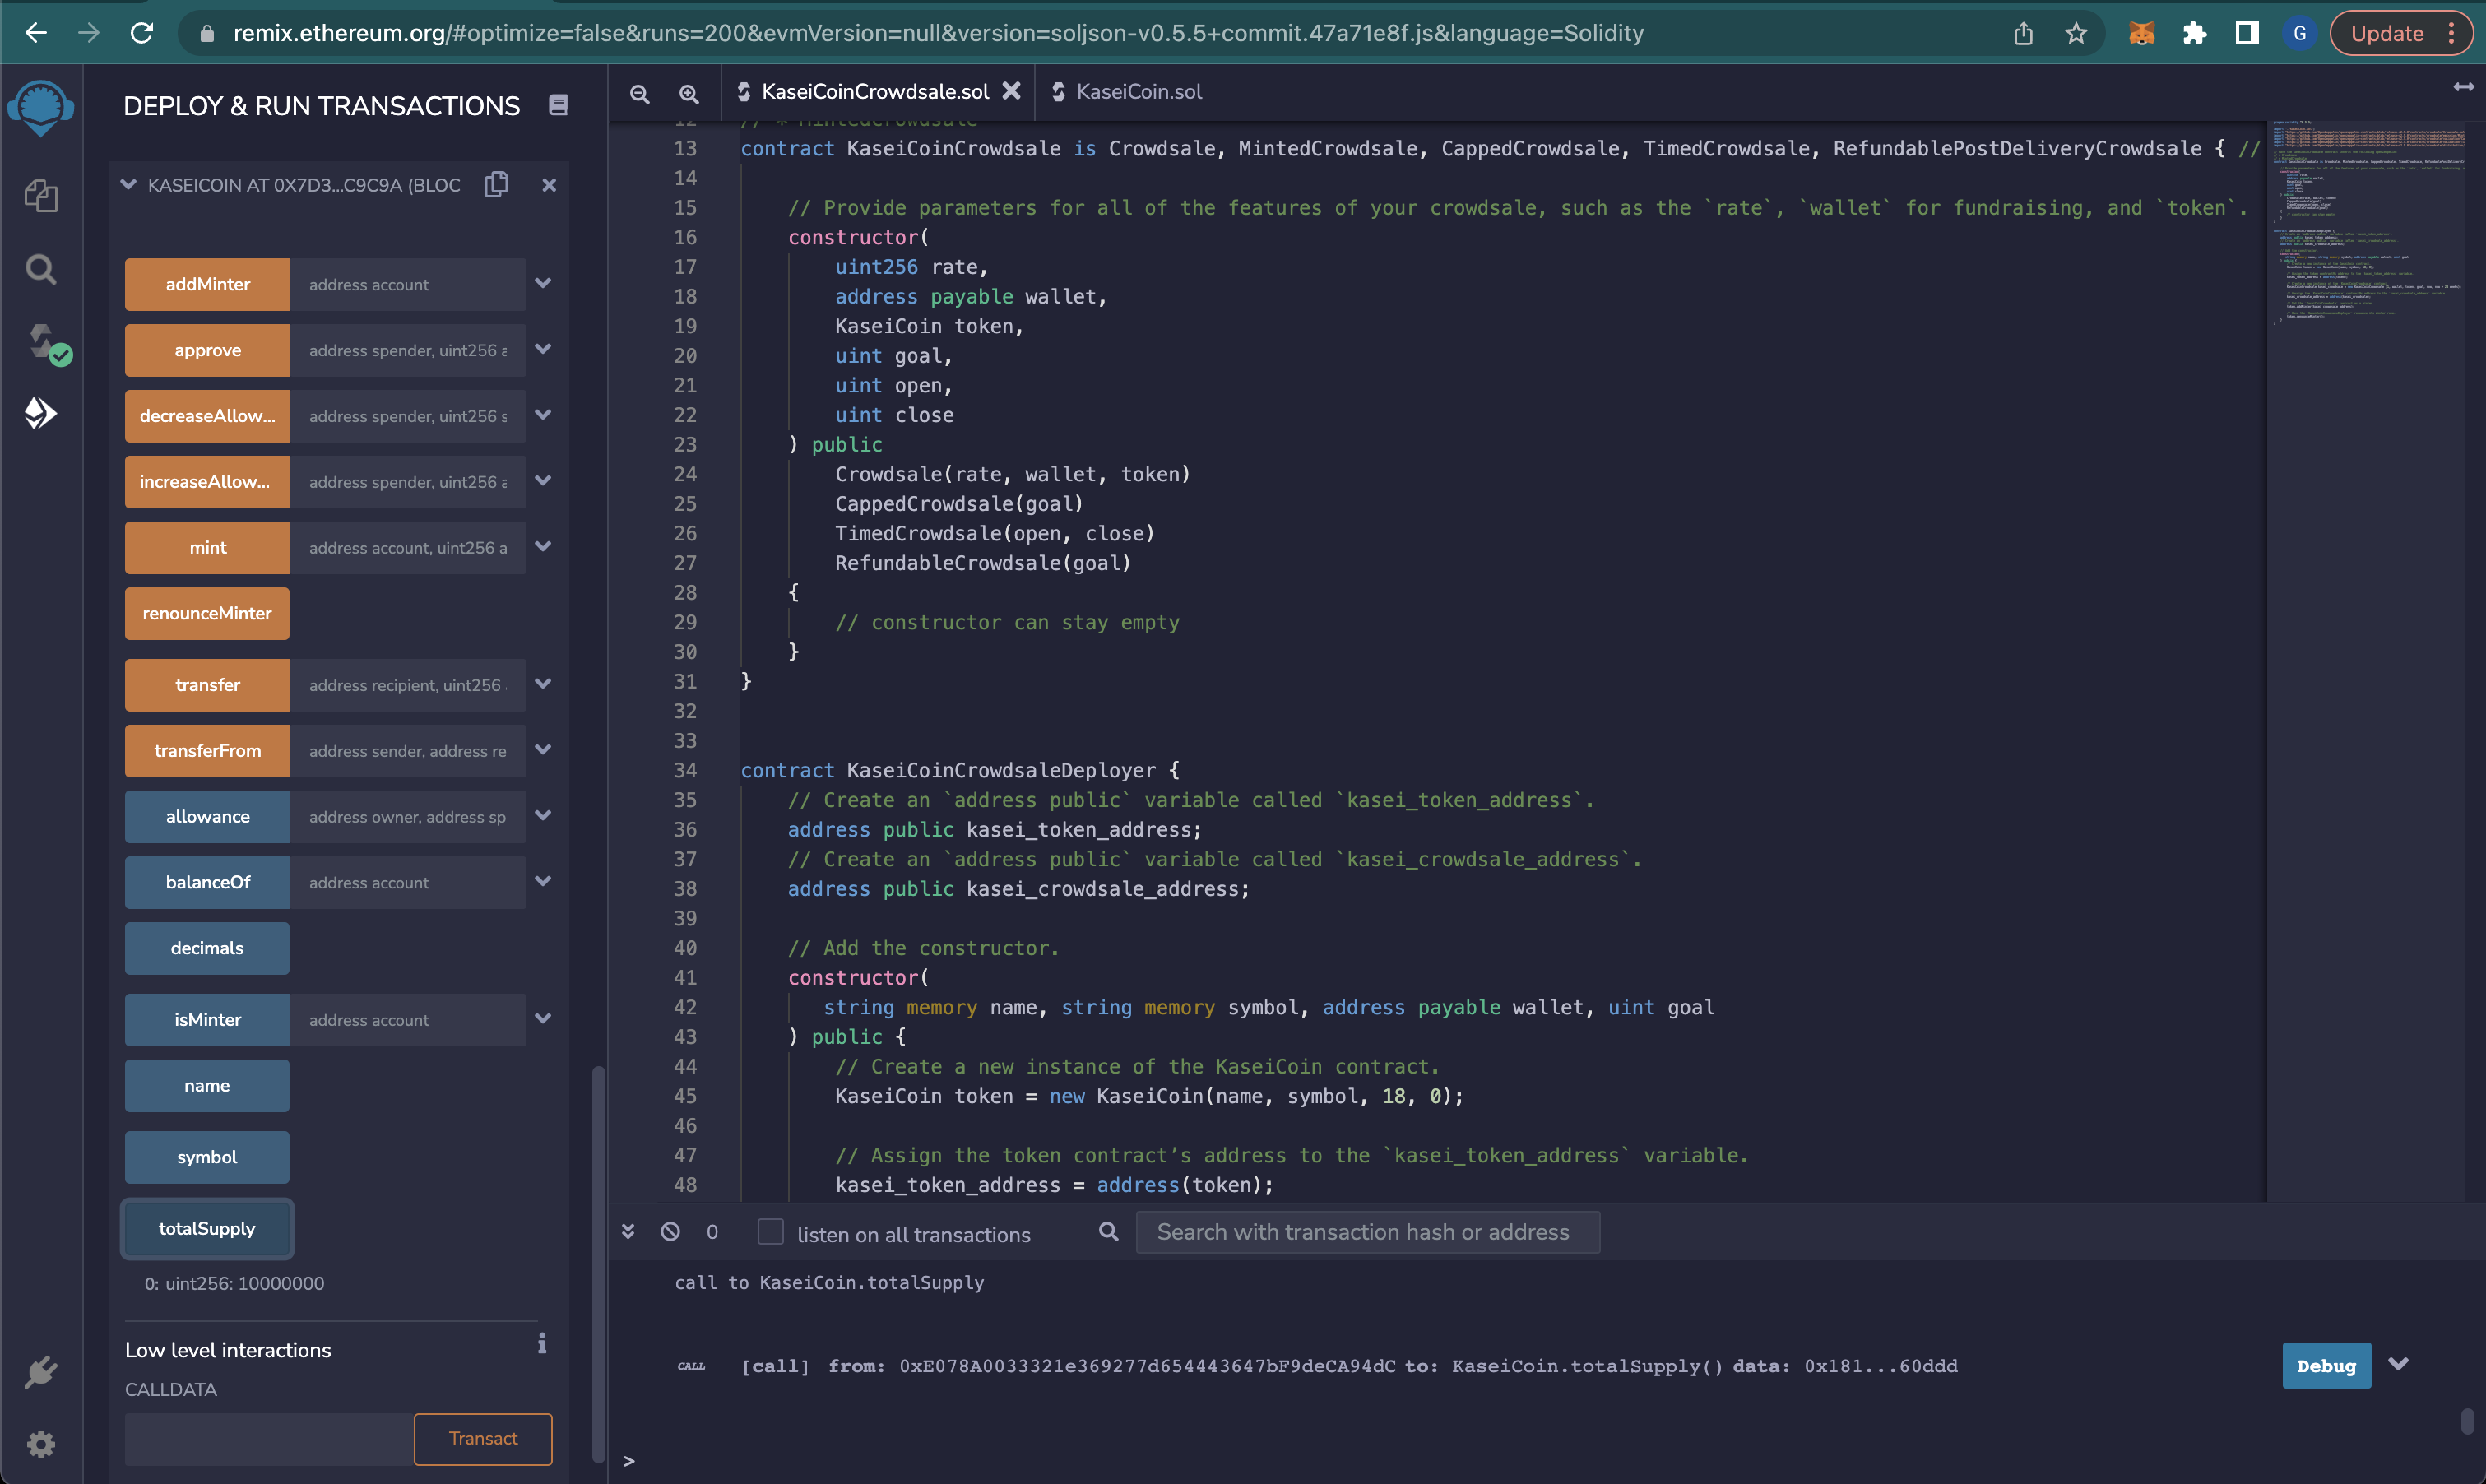 remix.ethereum.org/#optimize=false&runs=200&evmVersion=null&version=soljson-v0.5.5+commit.47a71e8f.js&language=Solidity
G
Update
DEPLOY & RUN TRANSACTIONS
KASEICOIN AT 0X7D3...C9C9A (BLOC
addMinter address account
approve address spender, uint256 a
decreaseAllow... address spender, uint256 s
increaseAllow... address spender, uint256 a
mint address account, uint256 a
renounceMinter
transfer address recipient, uint256
transferFrom address sender, address re
allowance address owner, address sp
balanceOf address account
decimals
isMinter address account
name
symbol
totalSupply
0: uint256: 10000000
Low level interactions
i
CALLDATA
Transact
KaseiCoinCrowdsale.sol
KaseiCoin.sol
12 // * MintedCrowdsale
13 contract KaseiCoinCrowdsale is Crowdsale, MintedCrowdsale, CappedCrowdsale, TimedCrowdsale, RefundablePostDeliveryCrowdsale { //
14
15 // Provide parameters for all of the features of your crowdsale, such as the `rate`, `wallet` for fundraising, and `token`.
16 constructor(
17 uint256 rate,
18 address payable wallet,
19 KaseiCoin token,
20 uint goal,
21 uint open,
22 uint close
23 ) public
24 Crowdsale(rate, wallet, token)
25 CappedCrowdsale(goal)
26 TimedCrowdsale(open, close)
27 RefundableCrowdsale(goal)
28 {
29 // constructor can stay empty
30 }
31 }
32
33
34 contract KaseiCoinCrowdsaleDeployer {
35 // Create an `address public` variable called `kasei_token_address`.
36 address public kasei_token_address;
37 // Create an `address public` variable called `kasei_crowdsale_address`.
38 address public kasei_crowdsale_address;
39
40 // Add the constructor.
41 constructor(
42 string memory name, string memory symbol, address payable wallet, uint goal
43 ) public {
44 // Create a new instance of the KaseiCoin contract.
45 KaseiCoin token = new KaseiCoin(name, symbol, 18, 0);
46
47 // Assign the token contract’s address to the `kasei_token_address` variable.
48 kasei_token_address = address(token);
0
listen on all transactions
Search with transaction hash or address
call to KaseiCoin.totalSupply
CALL [call] from: 0xE078A0033321e369277d654443647bF9deCA94dC to: KaseiCoin.totalSupply() data: 0x181...60ddd
Debug
>